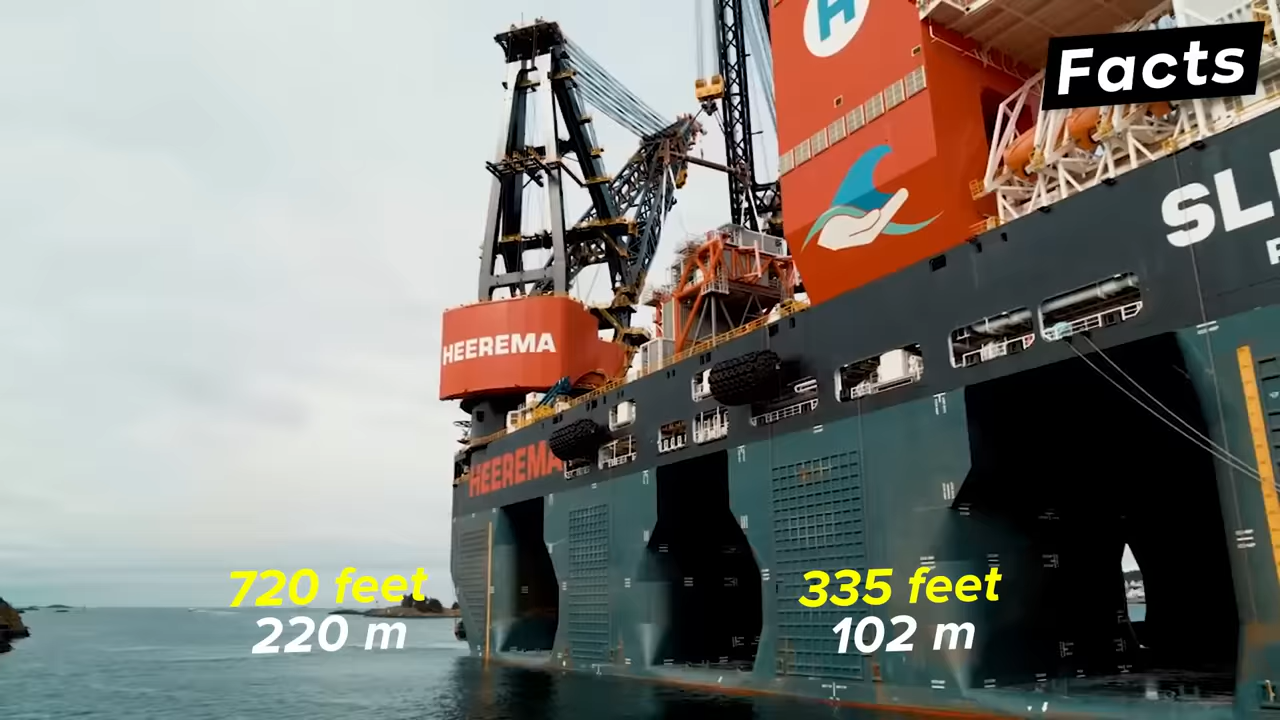 H
Facts
SL
HEEREMA
HEEREMA
720 feet
220 m
335 feet
102 m